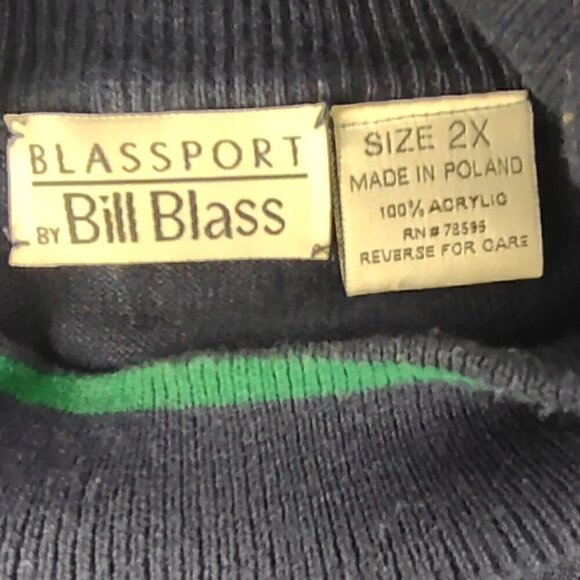 BLASSPORT
BY Bill Blass
SIZE 2X
MADE IN POLAND
100% ACRYLIC
RN# 78595
REVERSE FOR CARE